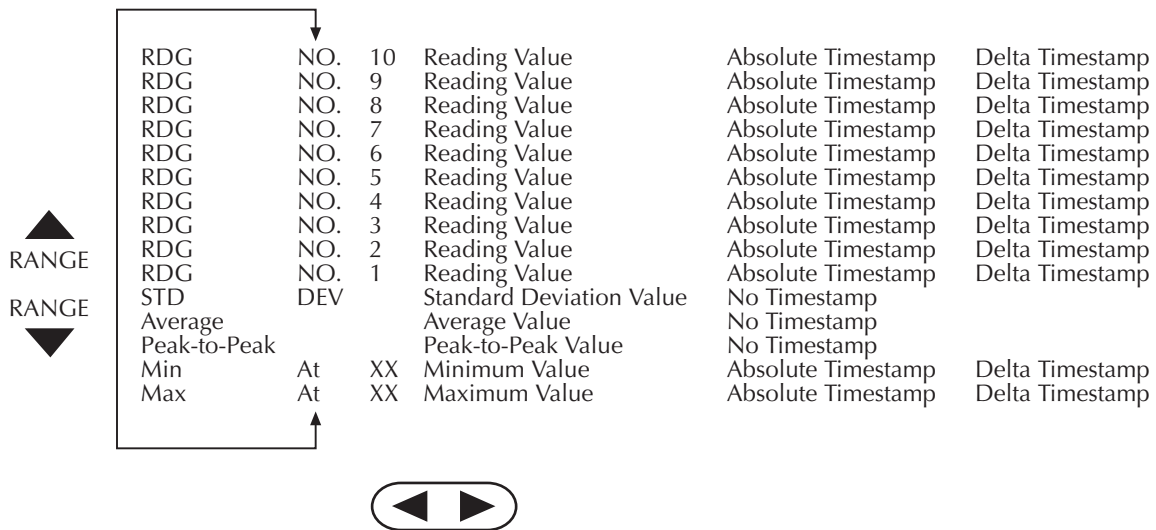 RDG NO. 10 Reading Value Absolute Timestamp Delta Timestamp
RDG NO. 9 Reading Value Absolute Timestamp Delta Timestamp
RDG NO. 8 Reading Value Absolute Timestamp Delta Timestamp
RDG NO. 7 Reading Value Absolute Timestamp Delta Timestamp
RDG NO. 6 Reading Value Absolute Timestamp Delta Timestamp
RDG NO. 5 Reading Value Absolute Timestamp Delta Timestamp
RDG NO. 4 Reading Value Absolute Timestamp Delta Timestamp
RDG NO. 3 Reading Value Absolute Timestamp Delta Timestamp
RDG NO. 2 Reading Value Absolute Timestamp Delta Timestamp
RDG NO. 1 Reading Value Absolute Timestamp Delta Timestamp
STD DEV Standard Deviation Value No Timestamp
Average Average Value No Timestamp
Peak-to-Peak Peak-to-Peak Value No Timestamp
Min At XX Minimum Value Absolute Timestamp Delta Timestamp
Max At XX Maximum Value Absolute Timestamp Delta Timestamp
RANGE
RANGE